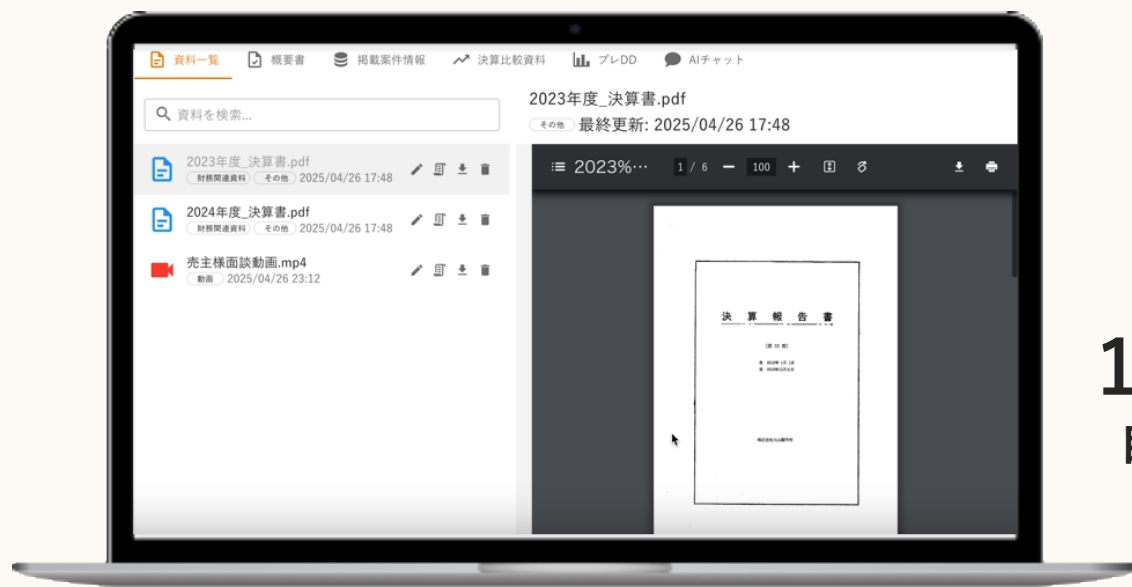 資料一覧 概要書 掲載案件情報 決算比較資料 プレDD AIチャット
資料を検索...
2023年度_決算書.pdf
財務関連資料 その他 2025/04/26 17:48
2024年度_決算書.pdf
財務関連資料 その他 2025/04/26 17:48
売主様面談動画.mp4
動画 2025/04/26 23:12
2023年度_決算書.pdf
その他 最終更新: 2025/04/26 17:48
2023%… 1 / 6 100
決算報告書
1